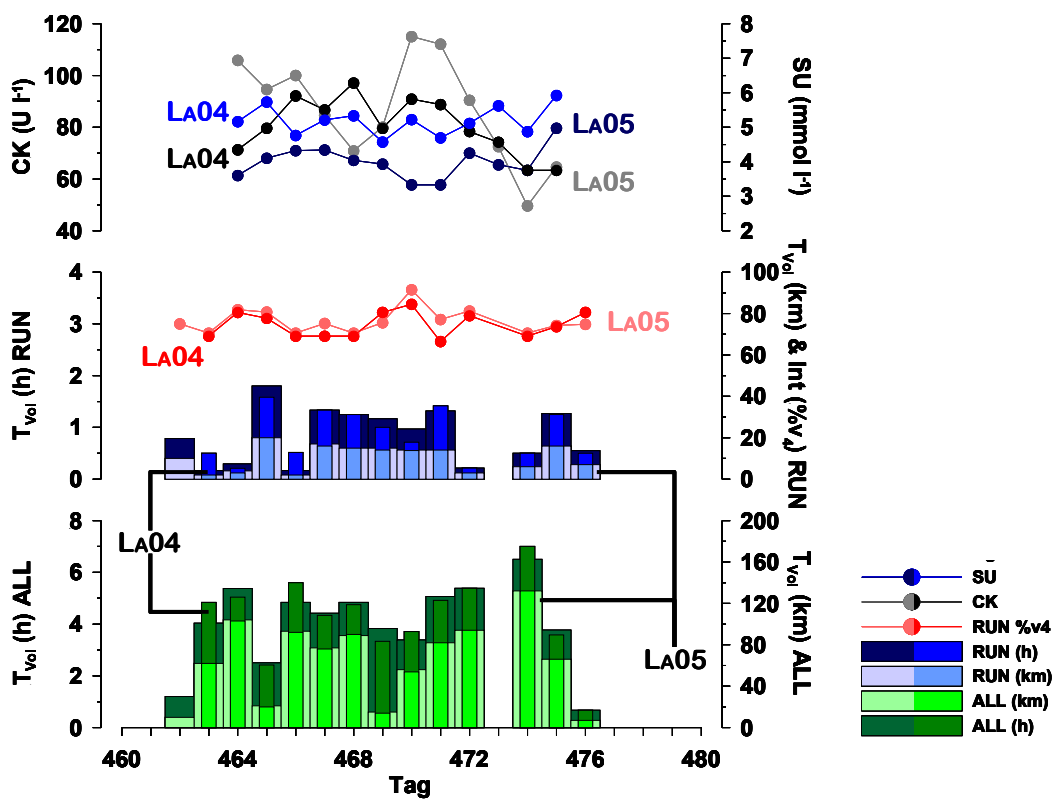 120
100
80
60
40
CK (U l-1)
8
7
6
5
4
3
2
SU (mmol l-1)
LA04
LA04
LA05
LA05
4
3
2
1
0
TVol (h) RUN
100
80
60
40
20
0
TVol (km) & Int (%v4) RUN
LA04
LA05
8
6
4
2
0
TVol (h) ALL
200
160
120
80
40
0
TVol (km) ALL
LA04
LA05
460 464 468 472 476 480
Tag
SU
CK
RUN %v4
RUN (h)
RUN (km)
ALL (km)
ALL (h)